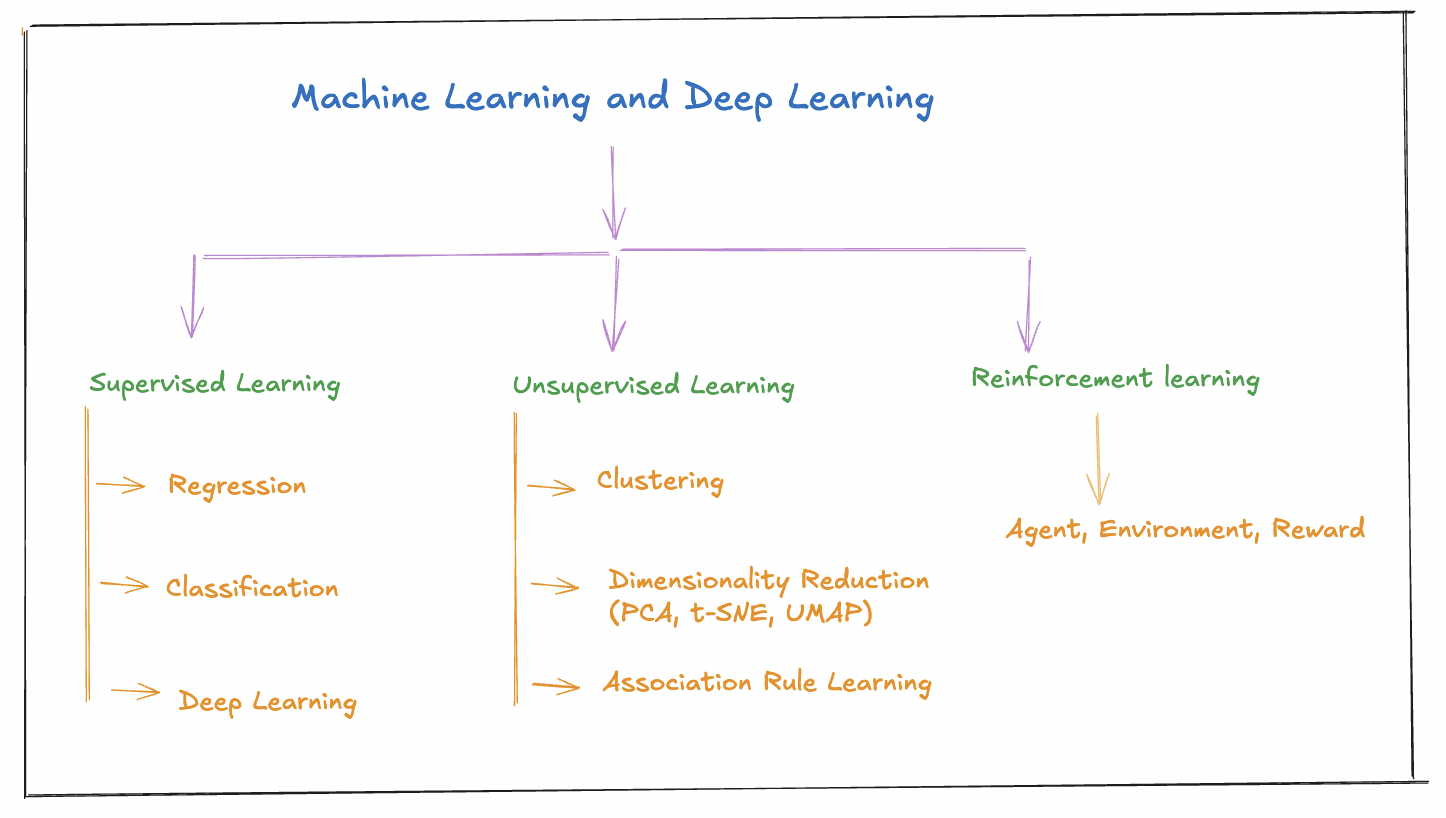 Machine Learning and Deep Learning
Supervised Learning
Regression
Classification
Deep Learning
Unsupervised Learning
Clustering
Dimensionality Reduction
(PCA, t-SNE, UMAP)
Association Rule Learning
Reinforcement learning
Agent, Environment, Reward